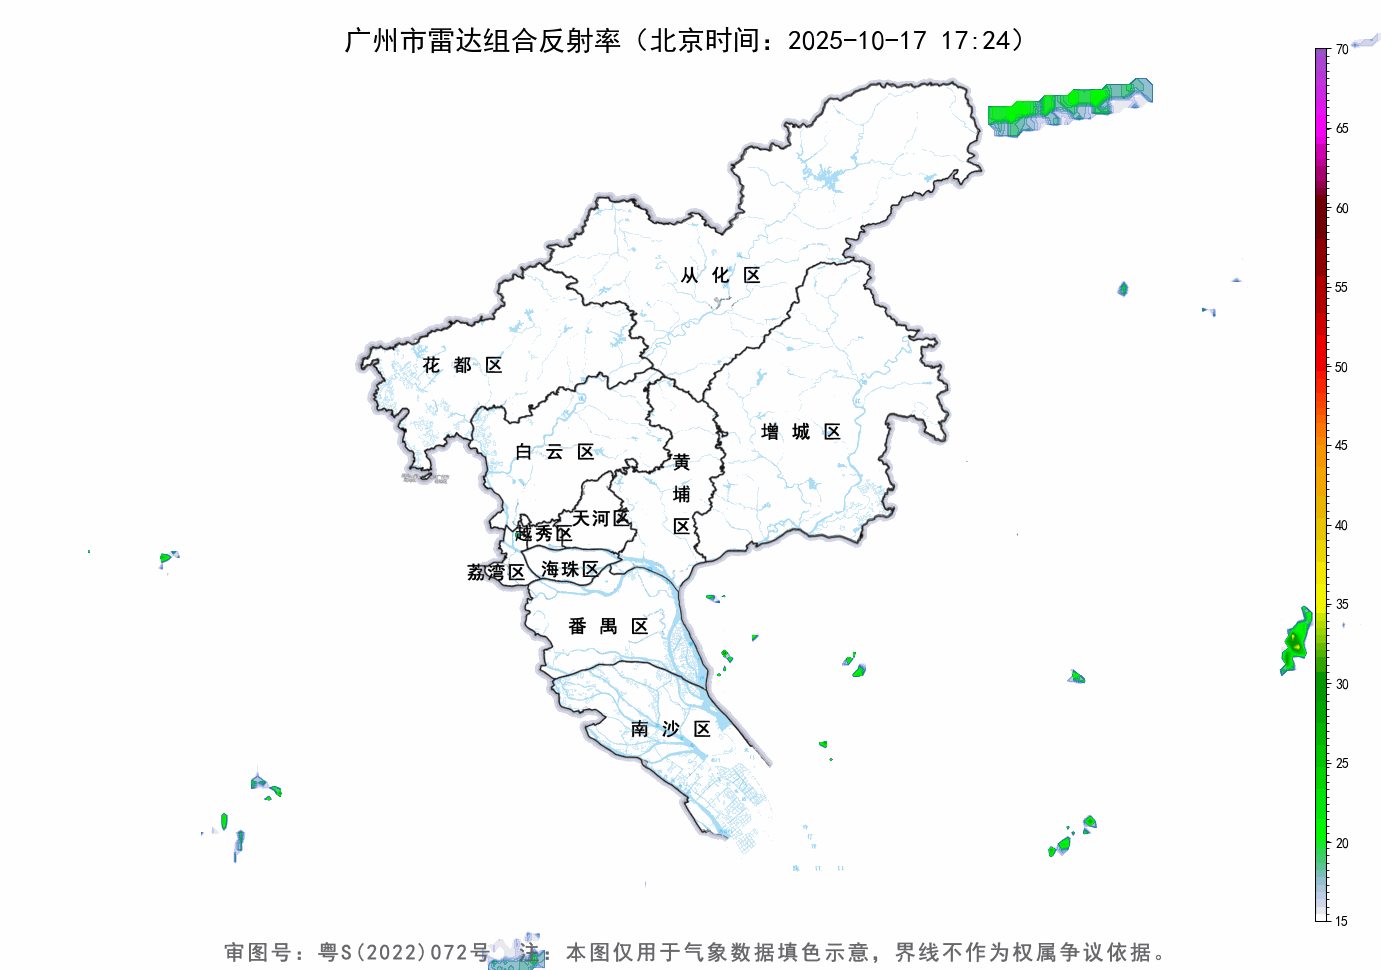 广州市雷达组合反射率（北京时间：2025-10-17 17:24）
70
65
60
55
50
45
40
35
30
25
20
15
从化区
花都区
增城区
白云区
黄埔区
天河区
越秀区
海珠区
荔湾区
番禺区
南沙区
审图号：粤S(2022)072号 注：本图仅用于气象数据填色示意，界线不作为权属争议依据。